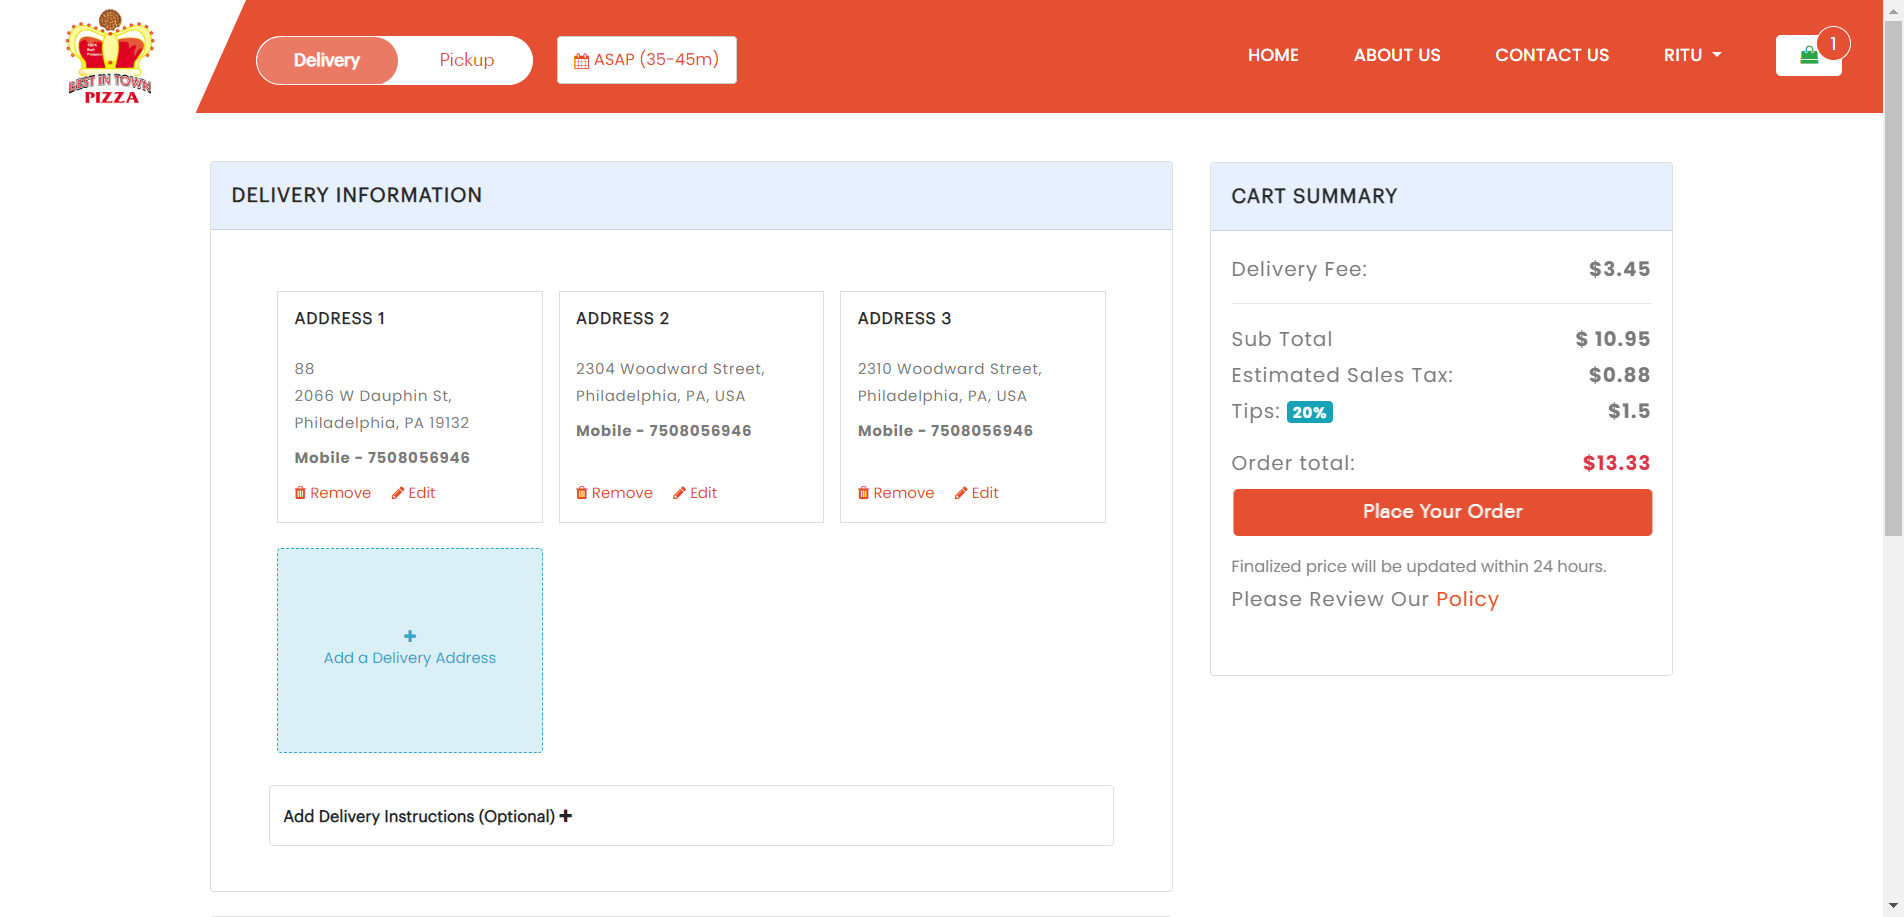 BEST IN TOWN
PIZZA
Delivery
Pickup
ASAP (35-45m)
HOME
ABOUT US
CONTACT US
RITU
1
DELIVERY INFORMATION
ADDRESS 1
88
2066 W Dauphin St,
Philadelphia, PA 19132
Mobile - 7508056946
Remove Edit
ADDRESS 2
2304 Woodward Street,
Philadelphia, PA, USA
Mobile - 7508056946
Remove Edit
ADDRESS 3
2310 Woodward Street,
Philadelphia, PA, USA
Mobile - 7508056946
Remove Edit
Add a Delivery Address
Add Delivery Instructions (Optional)
CART SUMMARY
Delivery Fee: $3.45
Sub Total $ 10.95
Estimated Sales Tax: $0.88
Tips: 20% $1.5
Order total: $13.33
Place Your Order
Finalized price will be updated within 24 hours.
Please Review Our Policy